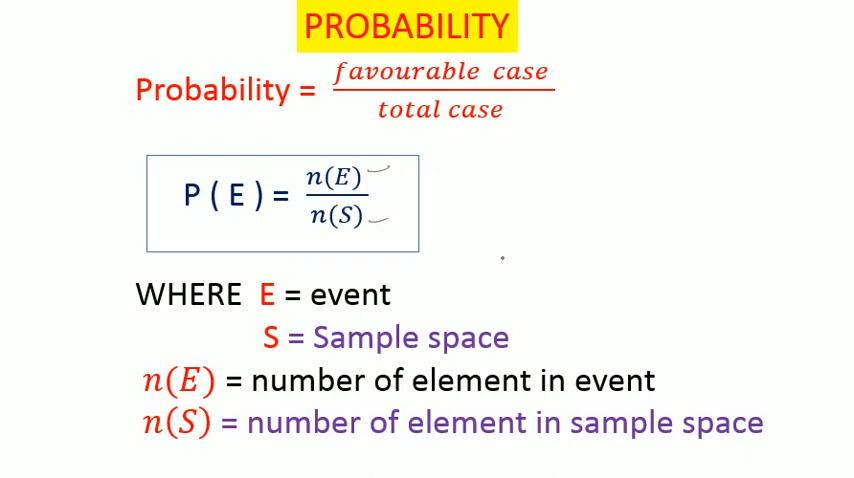 PROBABILITY
Probability = favourable case / total case
P ( E ) = n(E) / n(S)
WHERE E = event
S = Sample space
n(E) = number of element in event
n(S) = number of element in sample space